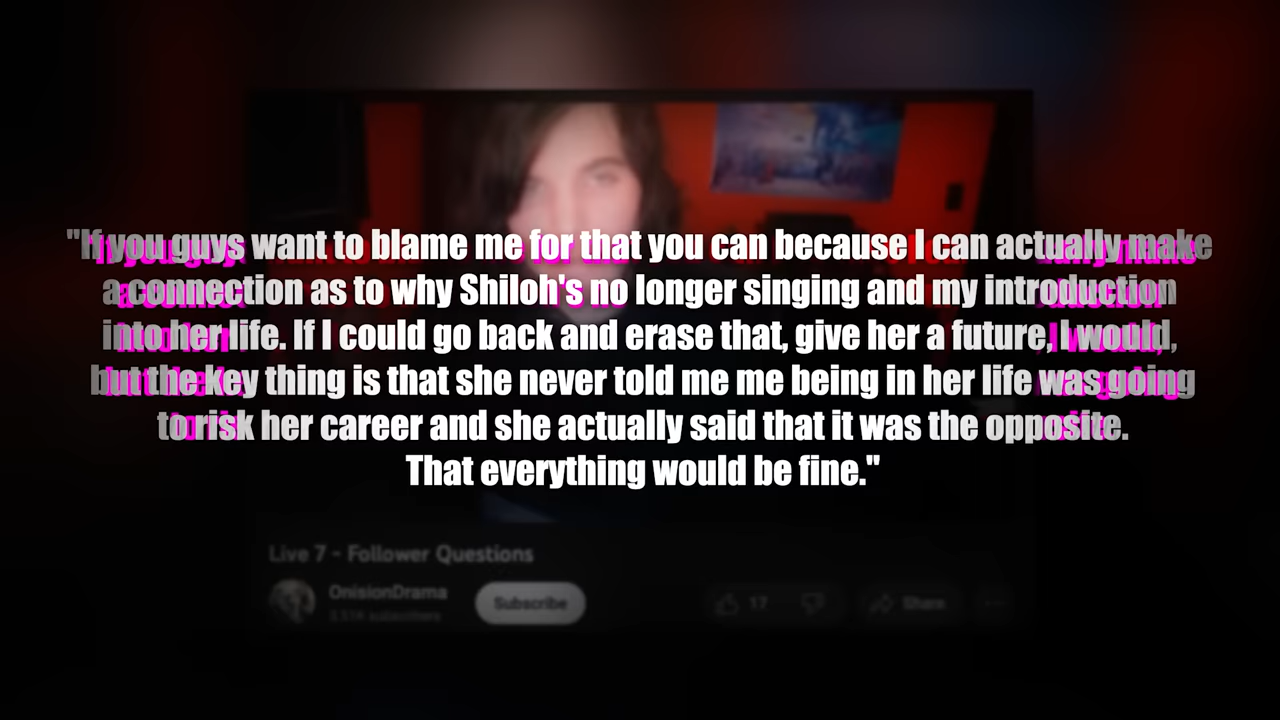 "If you guys want to blame me for that you can because I can actually make
a connection as to why Shiloh's no longer singing and my introduction
into her life. If I could go back and erase that, give her a future, I would,
but the key thing is that she never told me me being in her life was going
to risk her career and she actually said that it was the opposite.
That everything would be fine."
Live 7 - Follower Questions
OnisionDrama
Subscribe
17
Share